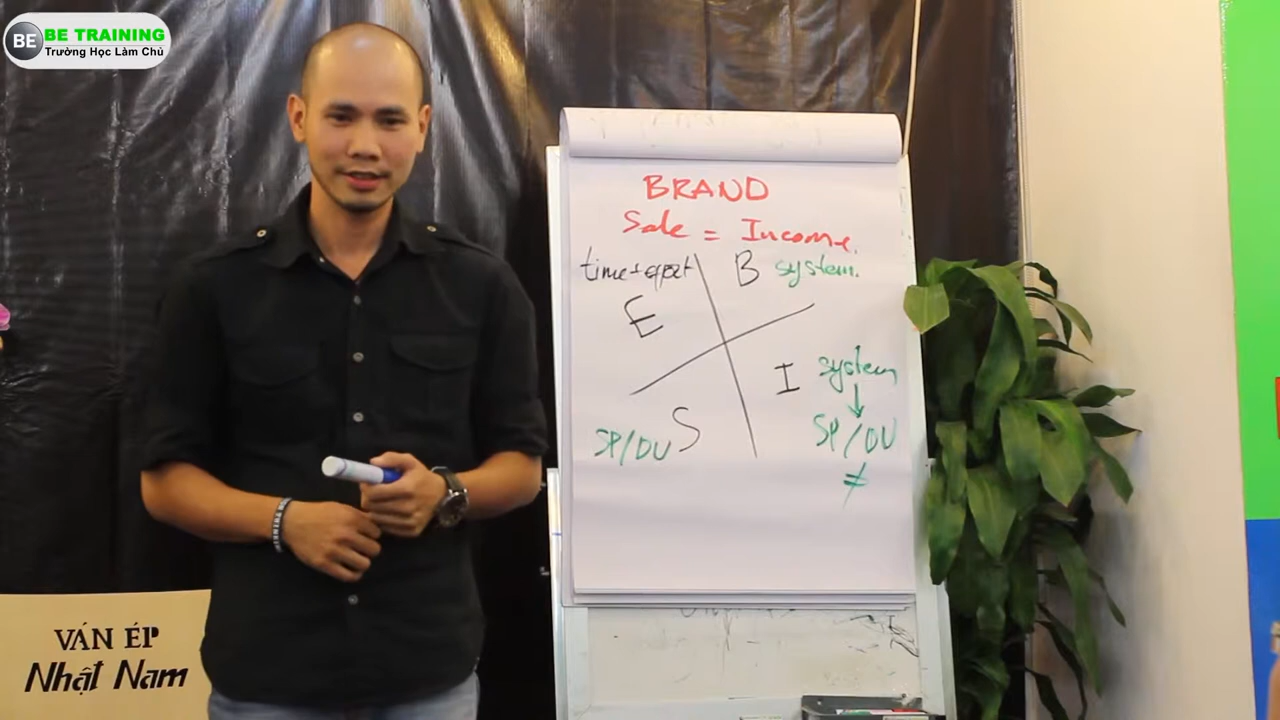 BE BE TRAINING
Trường Học Làm Chủ
BRAND
Sale = Income.
time + effort
B system.
E
I system
↓
S
SP/DV
SP/DV
≠
VÁN ÉP
Nhật Nam